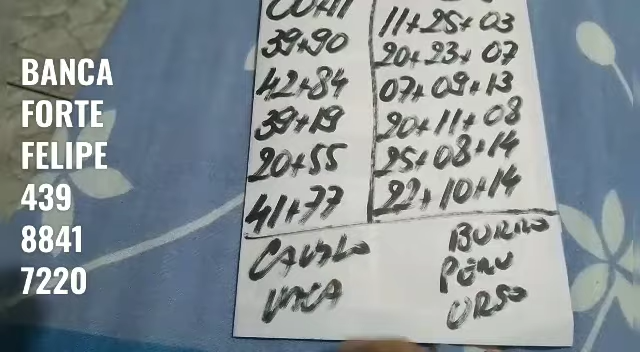 BANCA
FORTE
FELIPE
439
8841
7220
00+11
39+90
42+84
39+19
20+55
41+77
11+25+03
20+23+07
07+09+13
20+11+08
25+08+14
22+10+14
CAVALO
VACA
BURRO
PERU
URSO